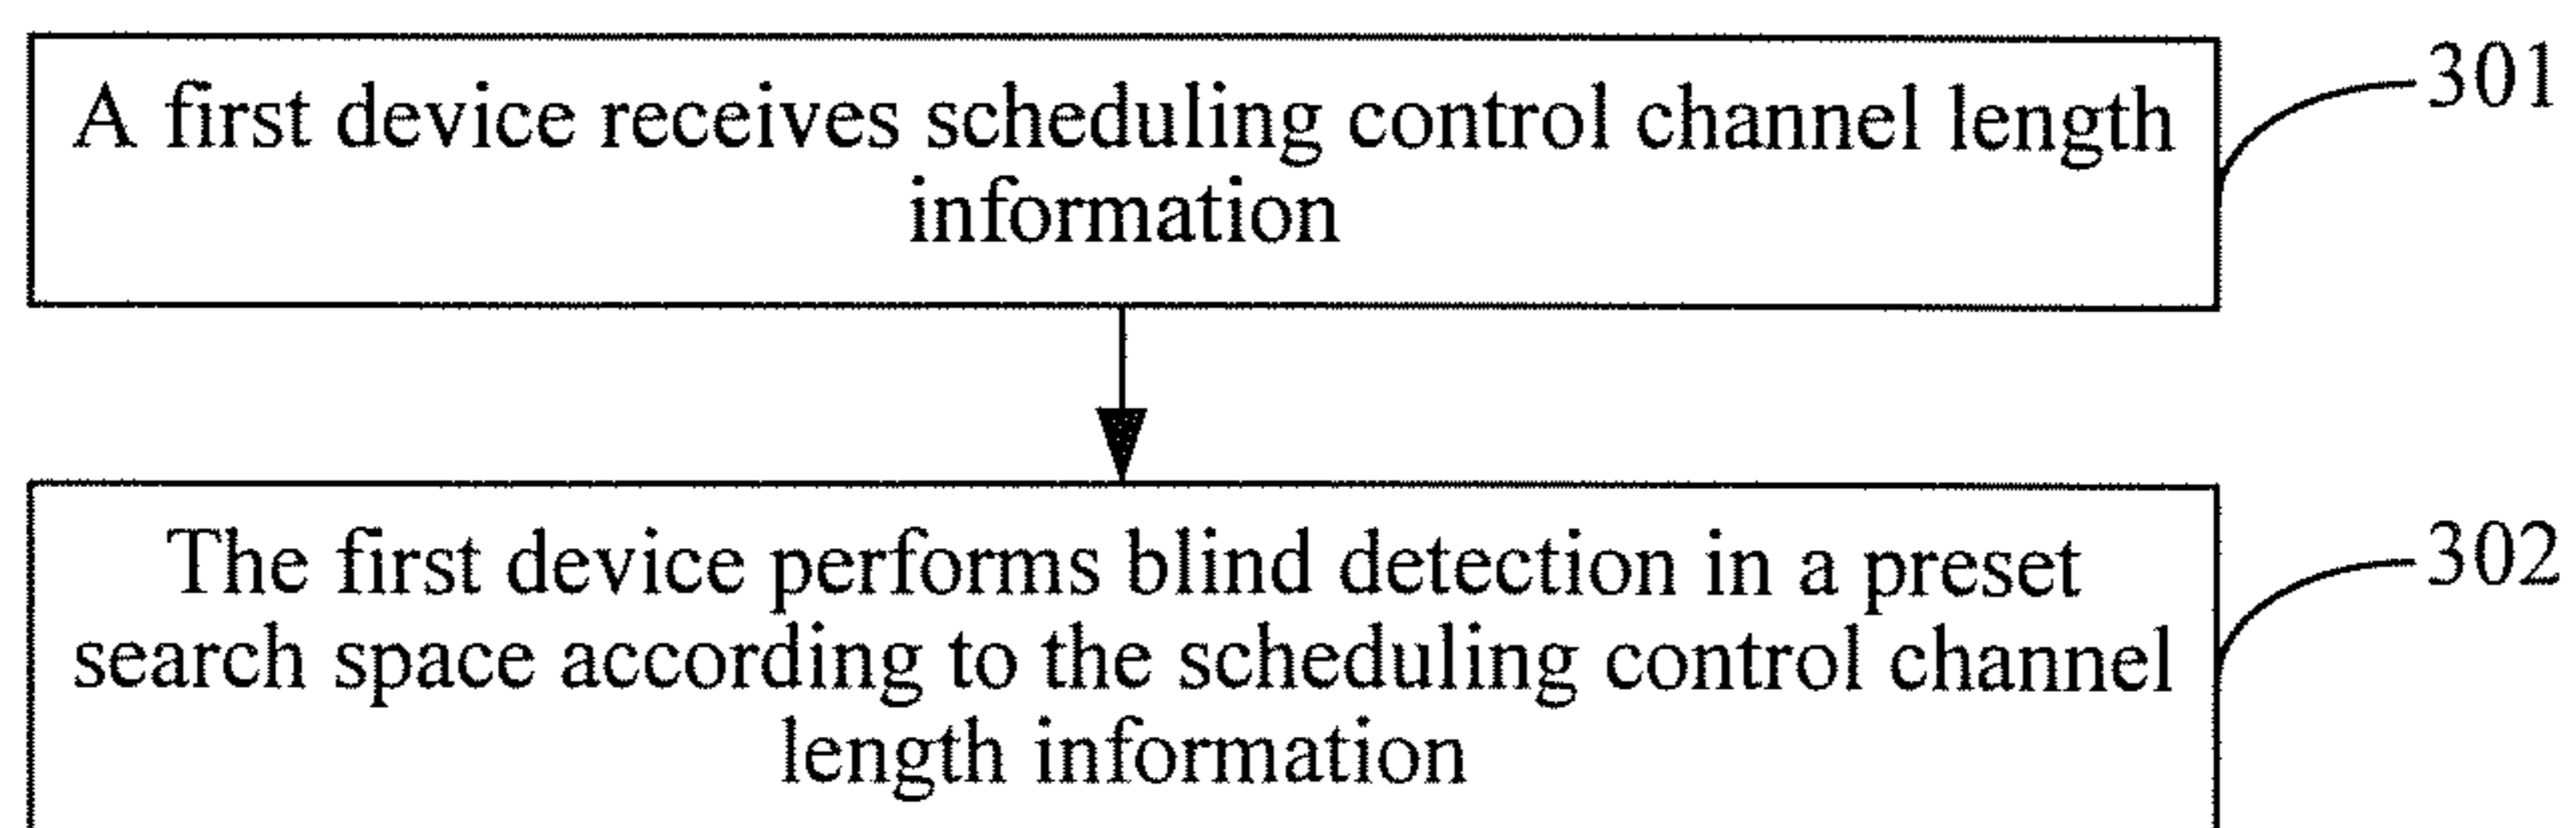 A first device receives scheduling control channel length
information
301
The first device performs blind detection in a preset
search space according to the scheduling control channel
length information
302